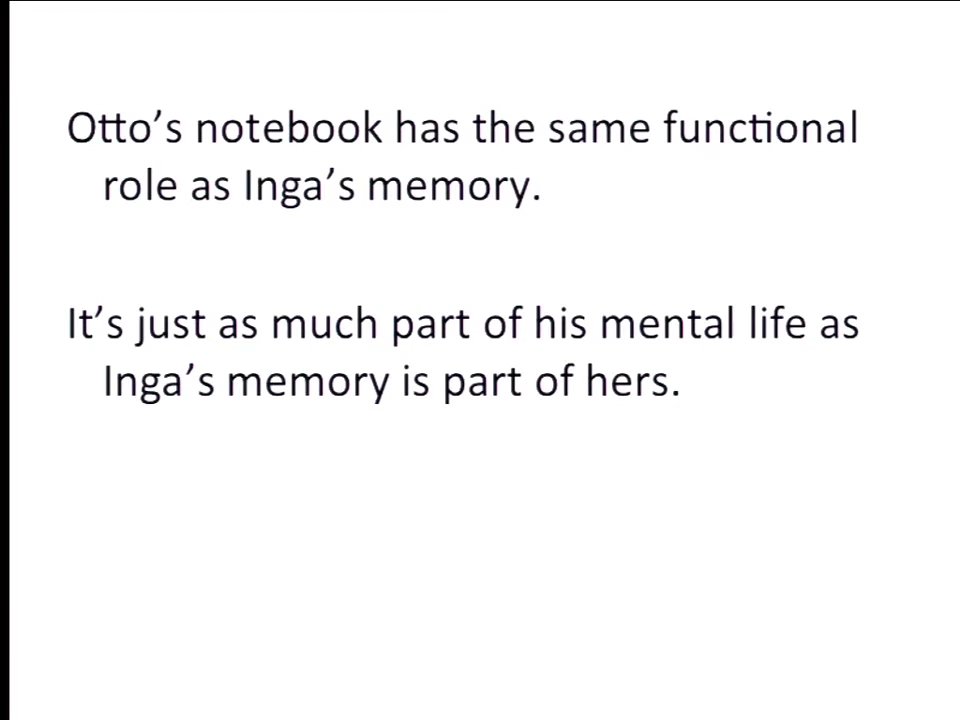 Otto’s notebook has the same functional
role as Inga’s memory.
It’s just as much part of his mental life as
Inga’s memory is part of hers.